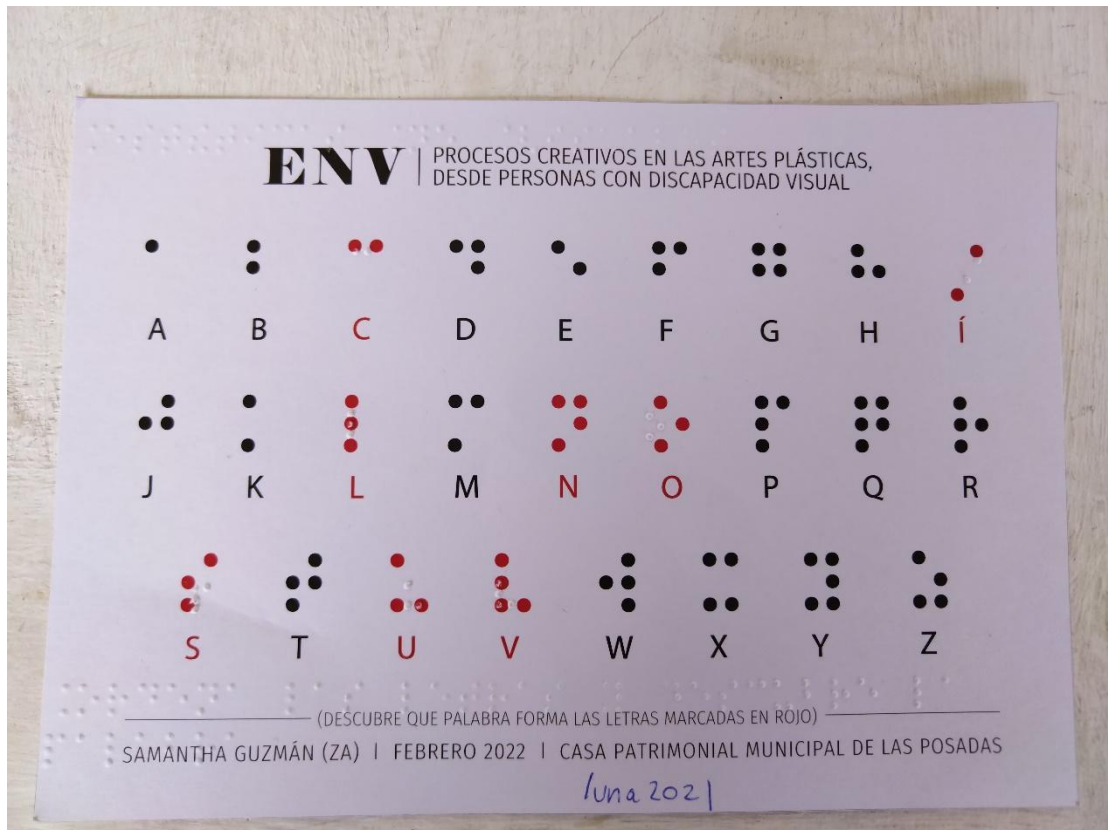 ENV | PROCESOS CREATIVOS EN LAS ARTES PLÁSTICAS,
DESDE PERSONAS CON DISCAPACIDAD VISUAL
A B C D E F G H Í
J K L M N O P Q R
S T U V W X Y Z
(DESCUBRE QUE PALABRA FORMA LAS LETRAS MARCADAS EN ROJO)
SAMANTHA GUZMÁN (ZA) | FEBRERO 2022 | CASA PATRIMONIAL MUNICIPAL DE LAS POSADAS
luna 2021